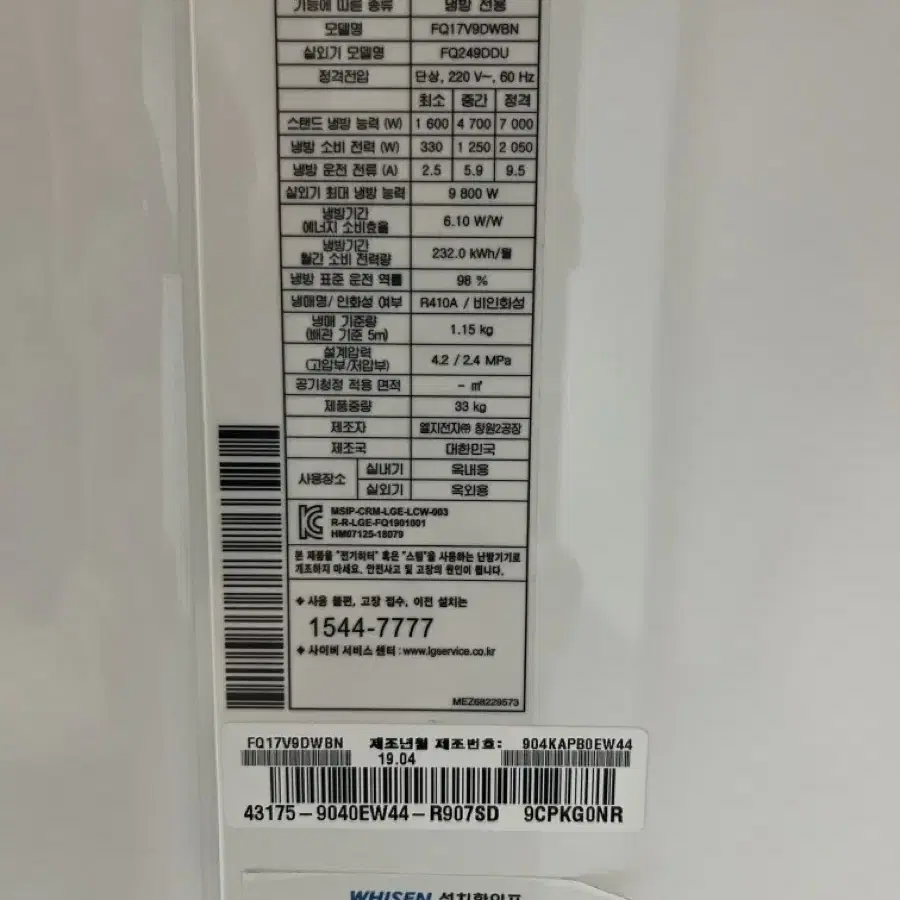 기능에 따른 종류 냉방 전용
모델명 FQ17V9DWBN
실외기 모델명 FQ249DDU
정격전압 단상, 220 V~, 60 Hz
최소 중간 정격
스탠드 냉방 능력 (W) 1 600 4 700 7 000
냉방 소비 전력 (W) 330 1 250 2 050
냉방 운전 전류 (A) 2.5 5.9 9.5
실외기 최대 냉방 능력 9 800 W
냉방기간
에너지 소비효율 6.10 W/W
냉방기간
월간 소비 전력량 232.0 kWh/월
냉방 표준 운전 역률 98 %
냉매명/ 인화성 여부 R410A / 비인화성
냉매 기준량
(배관 기준 5m) 1.15 kg
설계압력
(고압부/저압부) 4.2 / 2.4 MPa
공기청정 적용 면적 - ㎡
제품중량 33 kg
제조자 엘지전자㈜ 창원2공장
제조국 대한민국
사용장소 실내기 옥내용
실외기 옥외용
MSIP-CRM-LGE-LCW-003
R-R-LGE-FQ1901001
HM07125-18079
본 제품을 "전기히터" 혹은 "스팀"을 사용하는 난방기기로
개조하지 마세요. 안전사고 및 고장의 원인이 됩니다.
❖ 사용 불편, 고장 접수, 이전 설치는
1544-7777
❖ 사이버 서비스 센터 : www.lgservice.co.kr
MEZ68229573
FQ17V9DWBN 제조년월 제조번호: 904KAPB0EW44
19.04
43175-9040EW44-R907SD 9CPKG0NR
WHISEN 설치확인표